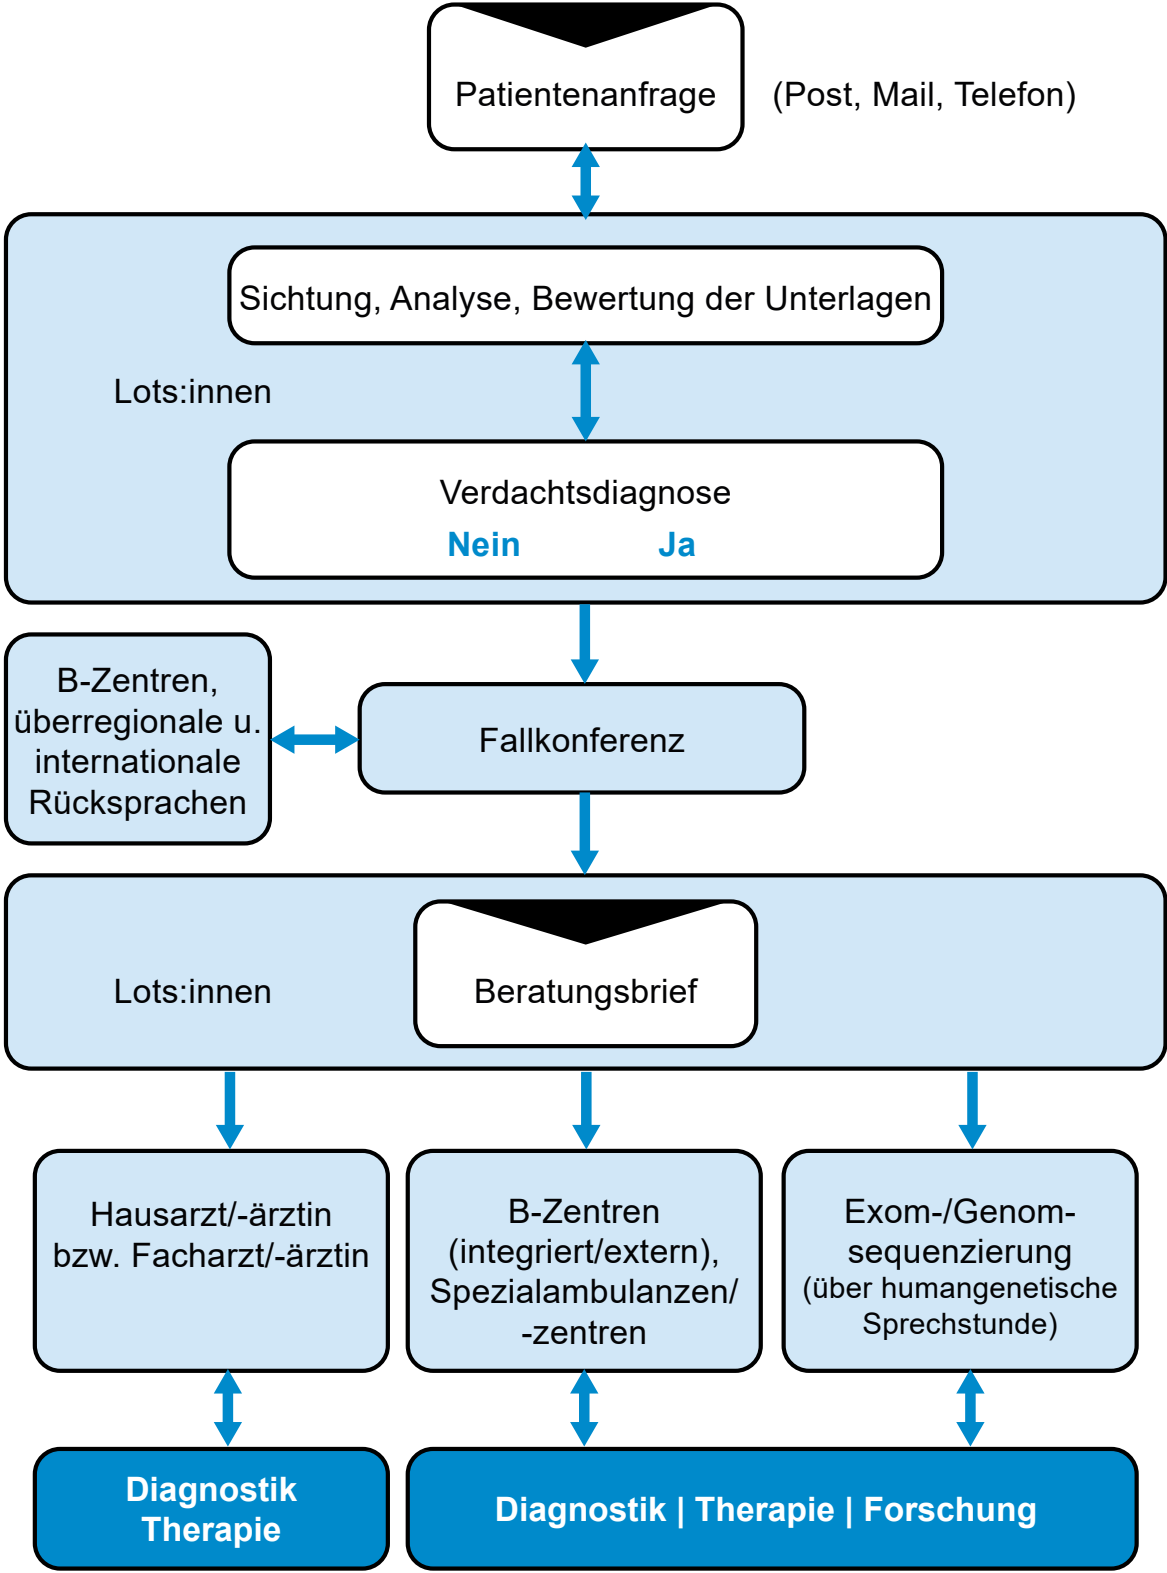 Patientenanfrage (Post, Mail, Telefon)
Sichtung, Analyse, Bewertung der Unterlagen
Lots:innen
Verdachtsdiagnose
Nein Ja
B-Zentren,
überregionale u.
internationale
Rücksprachen
Fallkonferenz
Lots:innen
Beratungsbrief
Hausarzt/-ärztin
bzw. Facharzt/-ärztin
B-Zentren
(integriert/extern),
Spezialambulanzen/
-zentren
Exom-/Genom-
sequenzierung
(über humangenetische
Sprechstunde)
Diagnostik
Therapie
Diagnostik | Therapie | Forschung